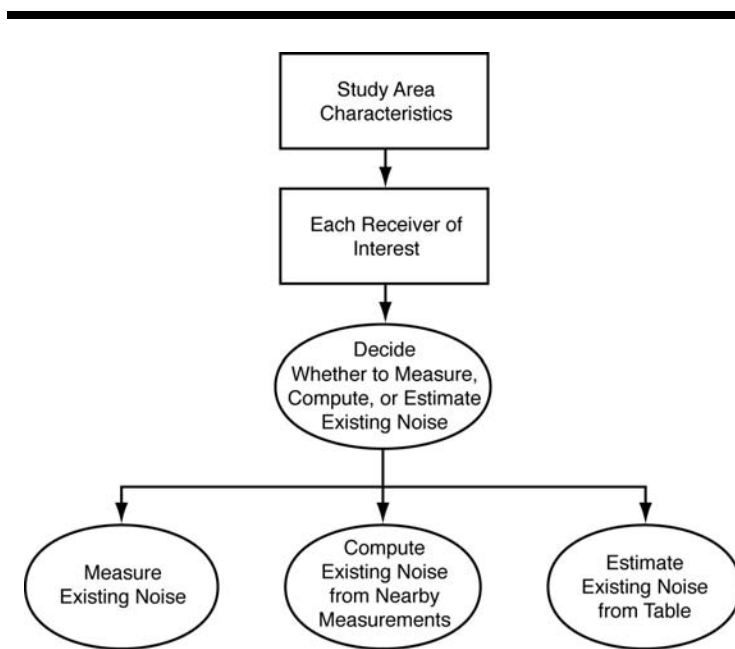 Study Area
Characteristics
Each Receiver of
Interest
Decide
Whether to Measure,
Compute, or Estimate
Existing Noise
Measure
Existing Noise
Compute
Existing Noise
from Nearby
Measurements
Estimate
Existing Noise
from Table